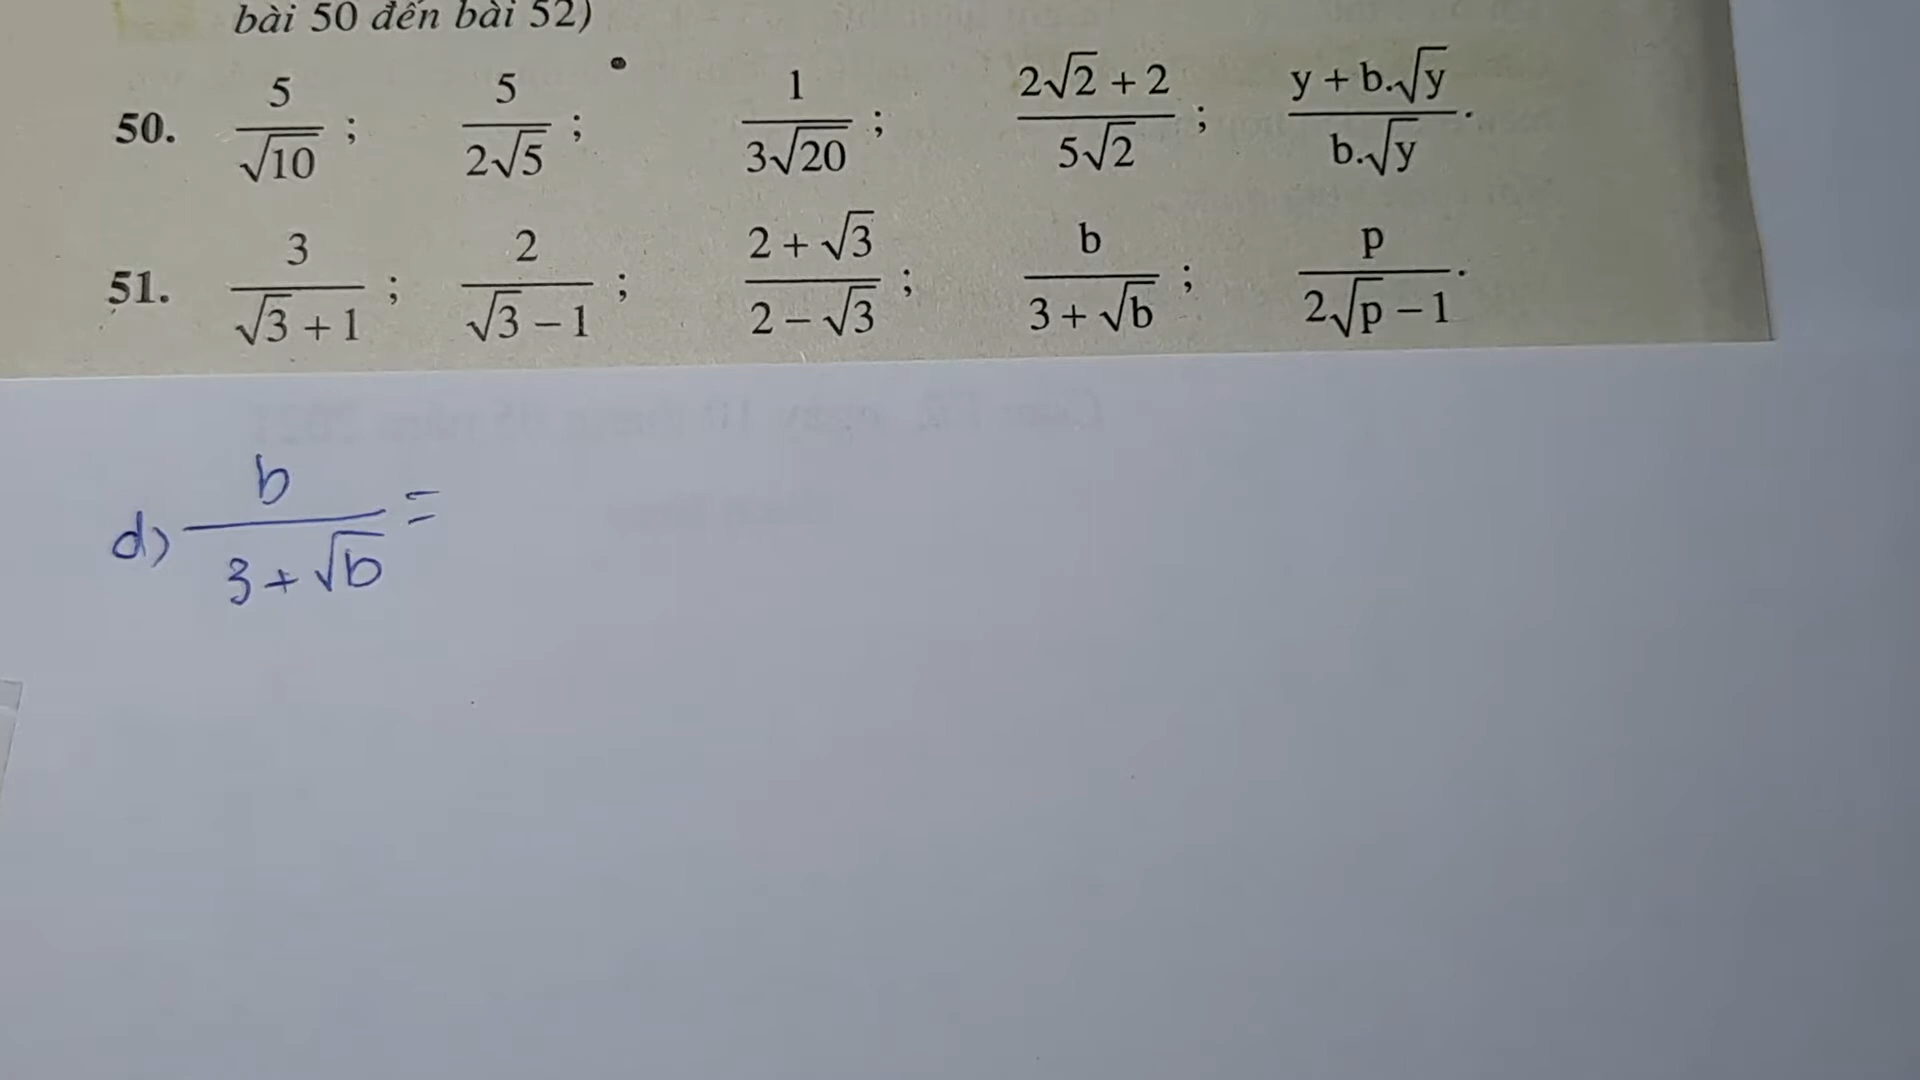 bài 50 đến bài 52)
50. 5/√10 ; 5/(2√5) ; 1/(3√20) ; (2√2 + 2)/(5√2) ; (y + b.√y)/(b.√y).
51. 3/(√3 + 1) ; 2/(√3 − 1) ; (2 + √3)/(2 − √3) ; b/(3 + √b) ; p/(2√p − 1).
d) b/(3 + √b) =